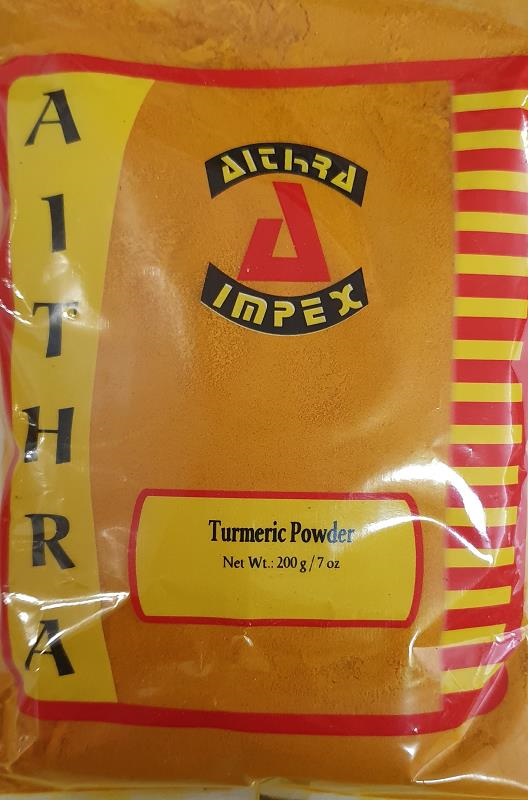 AITHRA
AITHRA
IMPEX
Turmeric Powder
Net Wt.: 200 g / 7 oz